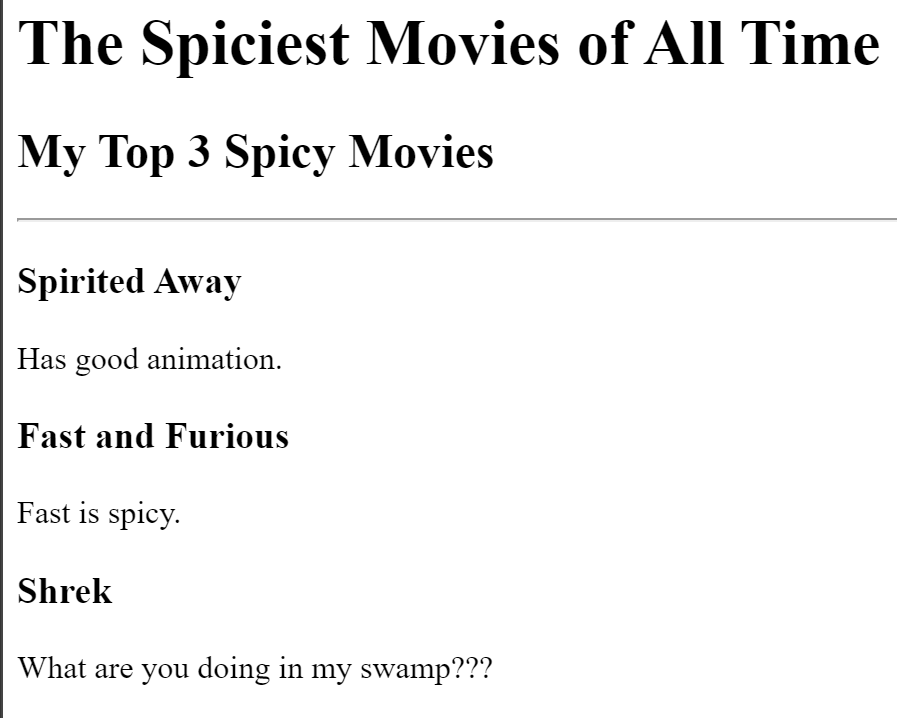 The Spiciest Movies of All Time
My Top 3 Spicy Movies
Spirited Away
Has good animation.
Fast and Furious
Fast is spicy.
Shrek
What are you doing in my swamp???